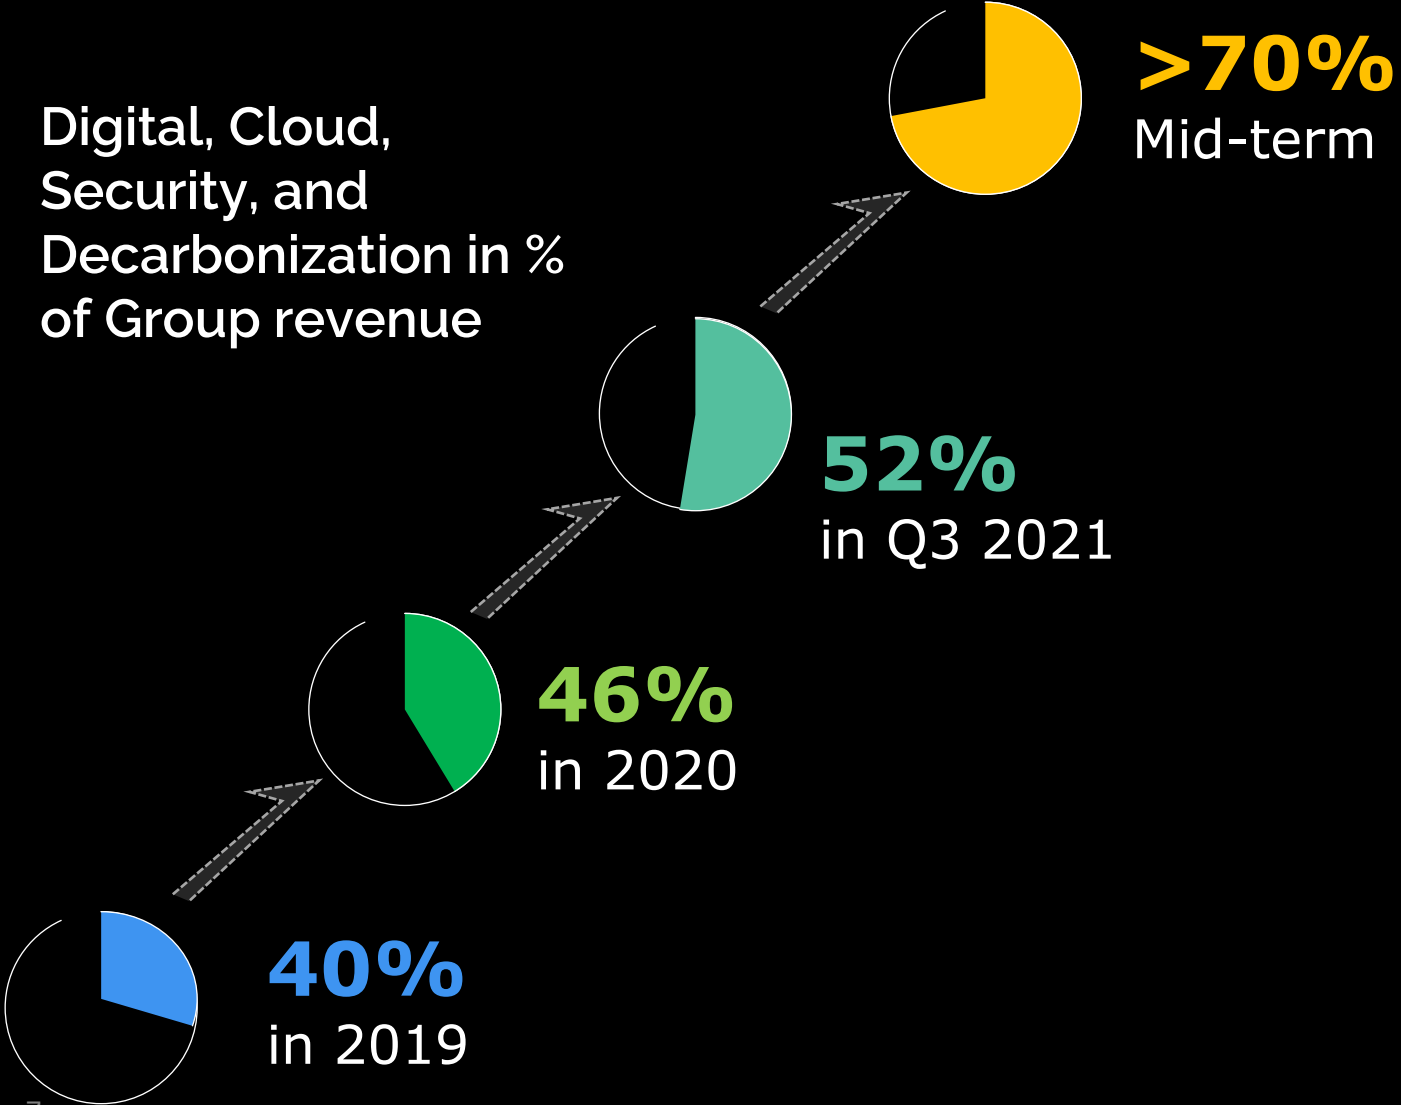 Digital, Cloud,
Security, and
Decarbonization in %
of Group revenue
>70%
Mid-term
52%
in Q3 2021
46%
in 2020
40%
in 2019